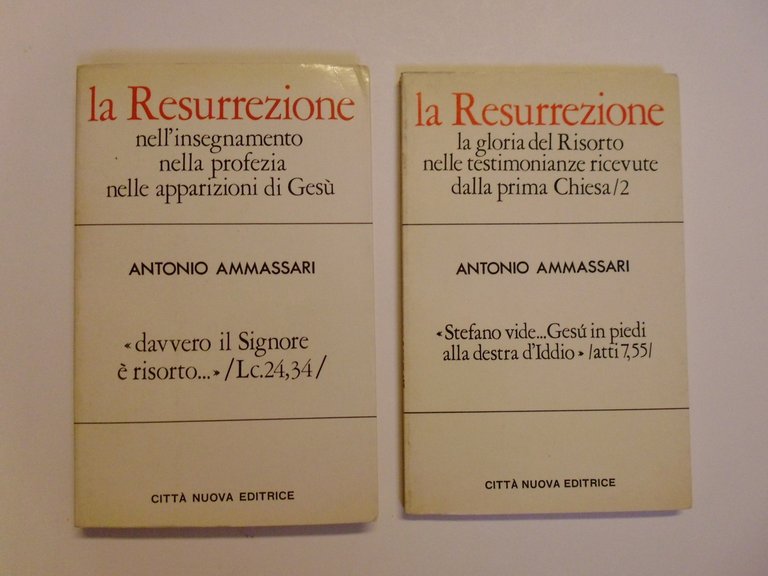 la Resurrezione
nell'insegnamento
nella profezia
nelle apparizioni di Gesù
ANTONIO AMMASSARI
«davvero il Signore
è risorto...» /Lc.24,34/
CITTÀ NUOVA EDITRICE
la Resurrezione
la gloria del Risorto
nelle testimonianze ricevute
dalla prima Chiesa/2
ANTONIO AMMASSARI
«Stefano vide...Gesú in piedi
alla destra d'Iddio» /atti 7,55/
CITTÀ NUOVA EDITRICE